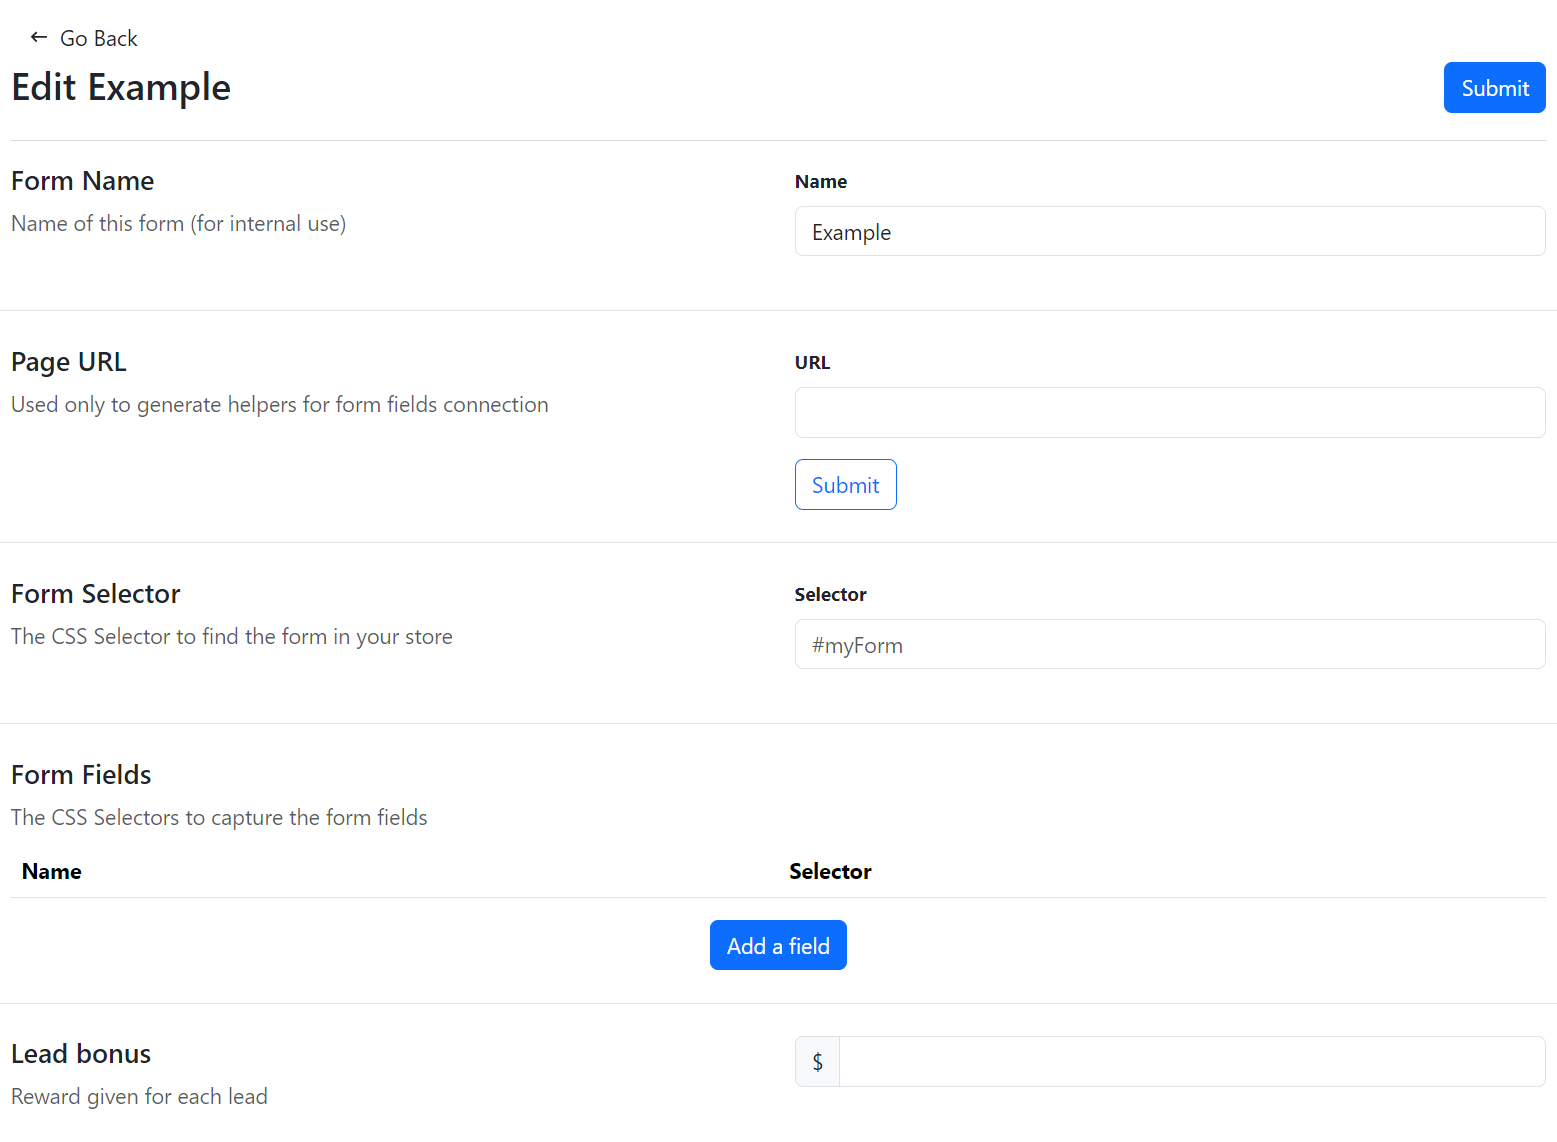 ← Go Back
Edit Example
Submit
Form Name
Name of this form (for internal use)
Name
Example
Page URL
Used only to generate helpers for form fields connection
URL
Submit
Form Selector
The CSS Selector to find the form in your store
Selector
#myForm
Form Fields
The CSS Selectors to capture the form fields
Name Selector
Add a field
Lead bonus
Reward given for each lead
$